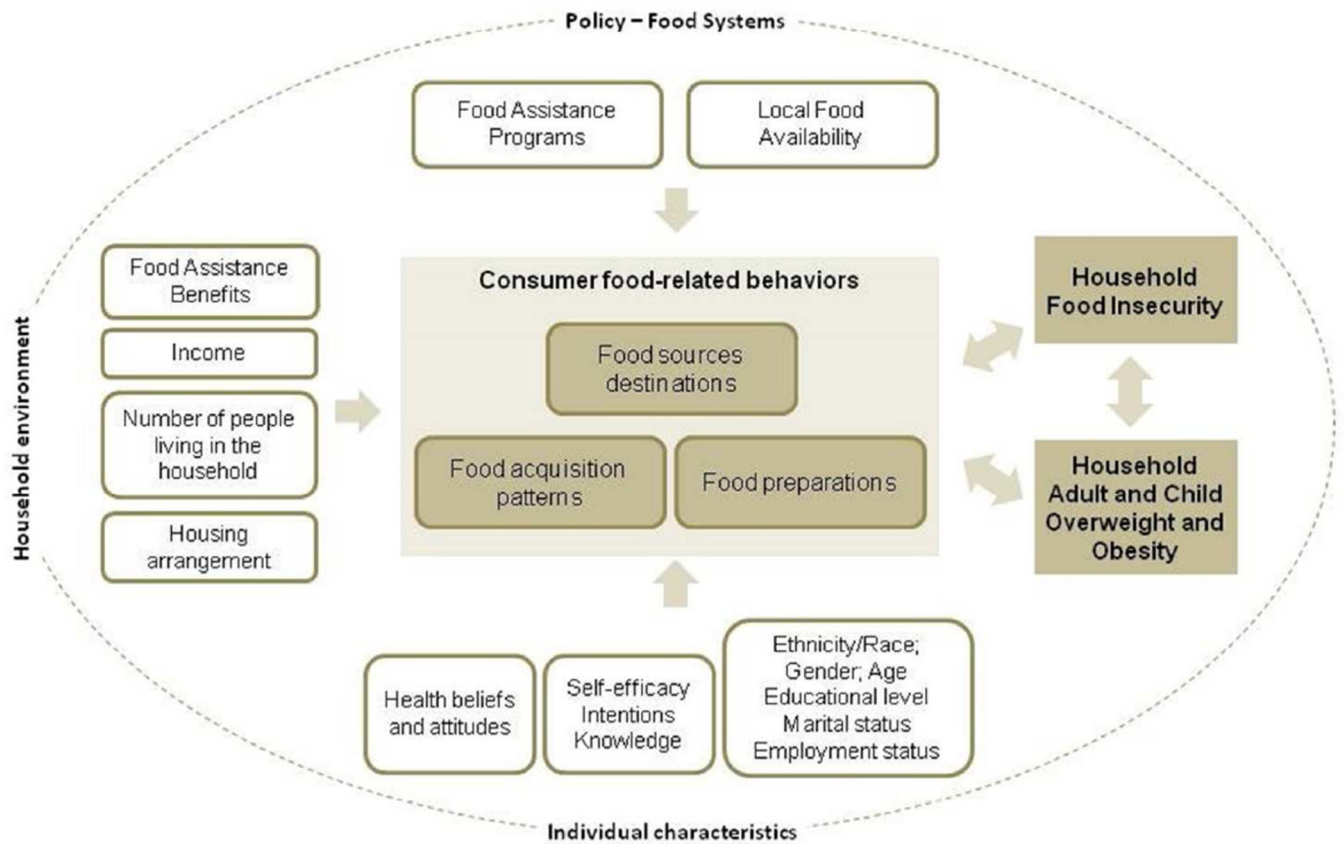 Policy – Food Systems
Food Assistance
Programs
Local Food
Availability
Household environment
Food Assistance
Benefits
Income
Number of people
living in the
household
Housing
arrangement
Consumer food-related behaviors
Food sources
destinations
Food acquisition
patterns
Food preparations
Household
Food Insecurity
Household
Adult and Child
Overweight and
Obesity
Health beliefs
and attitudes
Self-efficacy
Intentions
Knowledge
Ethnicity/Race;
Gender; Age
Educational level
Marital status
Employment status
Individual characteristics